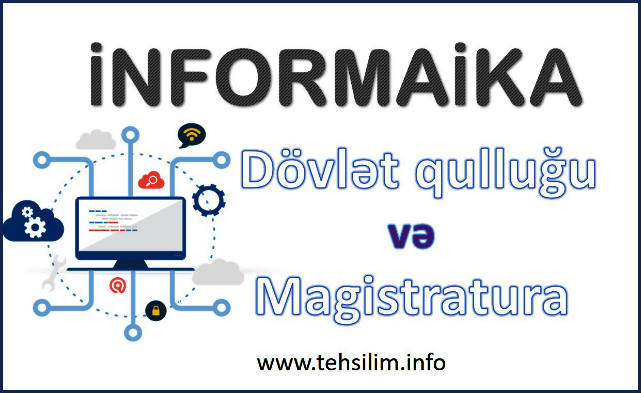 İNFORMAİKA
Dövlət qulluğu
və
Magistratura
www.tehsilim.info